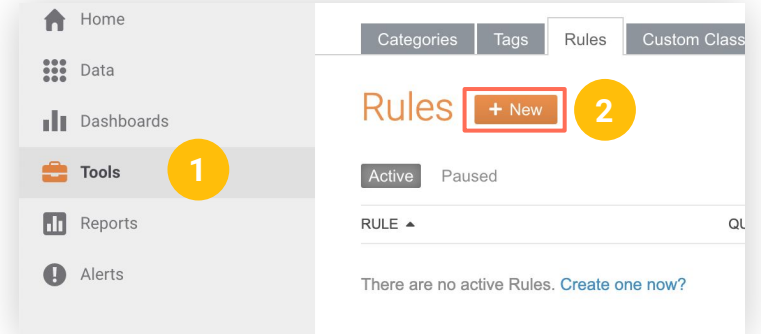 Home
Data
Dashboards
Tools
1
Reports
Alerts
Categories Tags Rules Custom Class
Rules + New 2
Active Paused
RULE ▲ QU
There are no active Rules. Create one now?